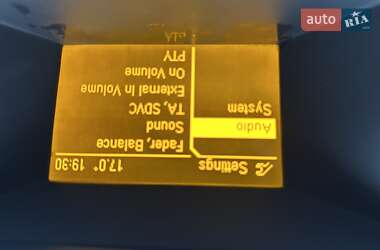 auto RIA.com
Settings 17.0° 19:30
Audio
System
Fader, Balance
Sound
TA, SDVC
External In Volume
On Volume
PTY